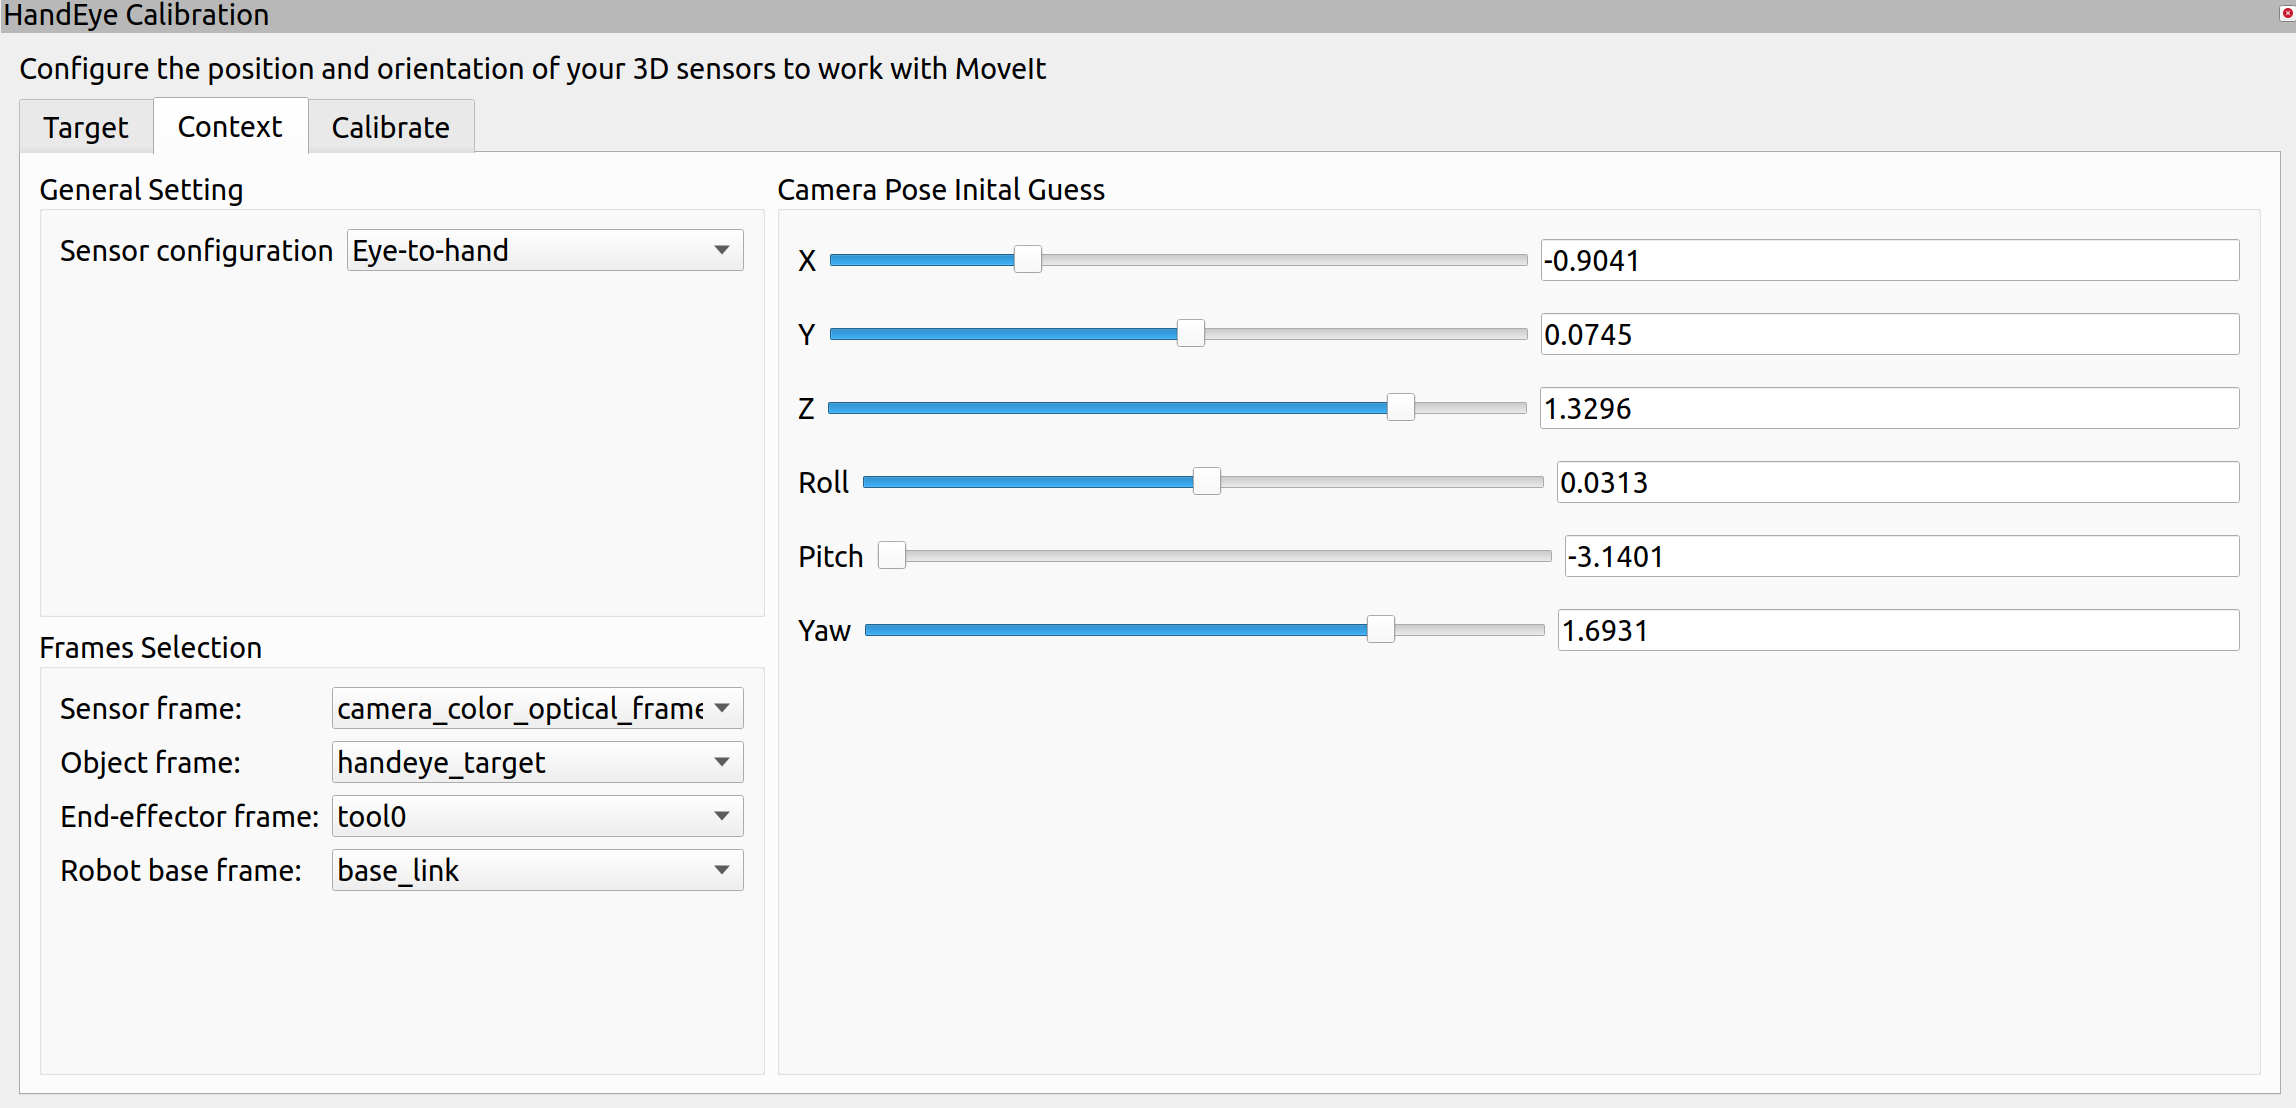 HandEye Calibration
Configure the position and orientation of your 3D sensors to work with MoveIt
Target Context Calibrate
General Setting
Sensor configuration Eye-to-hand
Frames Selection
Sensor frame: camera_color_optical_frame
Object frame: handeye_target
End-effector frame: tool0
Robot base frame: base_link
Camera Pose Inital Guess
X -0.9041
Y 0.0745
Z 1.3296
Roll 0.0313
Pitch -3.1401
Yaw 1.6931